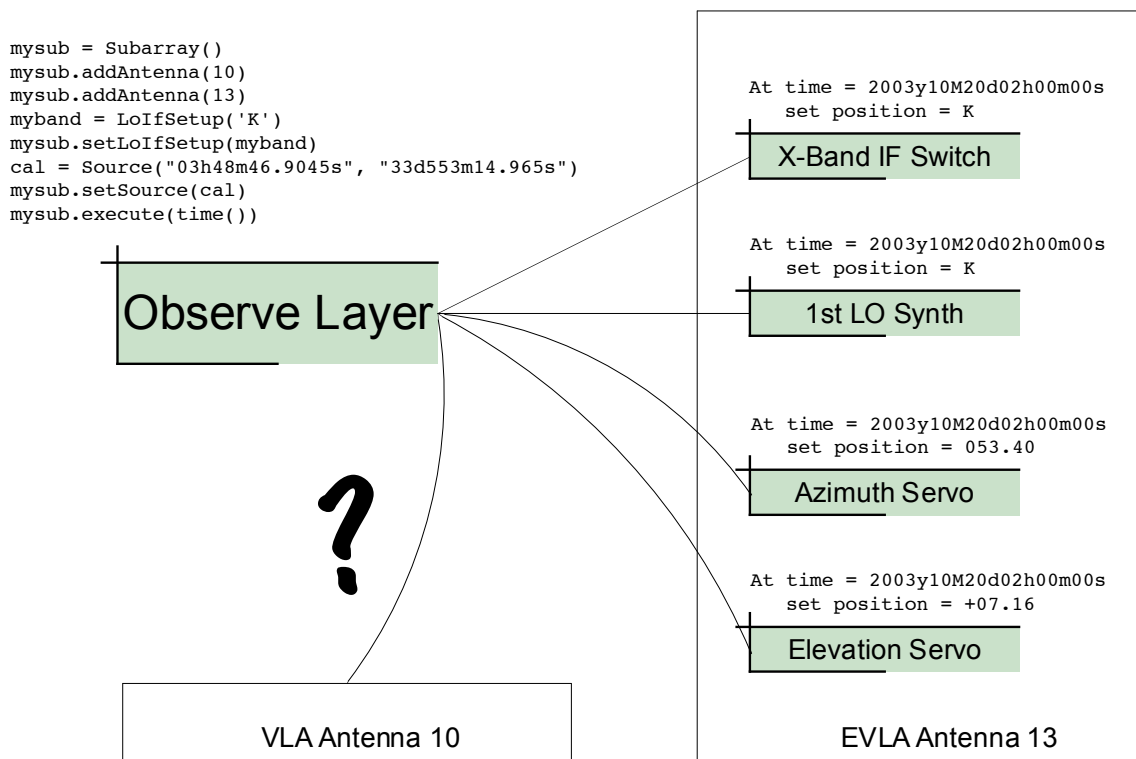 mysub = Subarray()
mysub.addAntenna(10)
mysub.addAntenna(13)
myband = LoIfSetup('K')
mysub.setLoIfSetup(myband)
cal = Source("03h48m46.9045s", "33d553m14.965s")
mysub.setSource(cal)
mysub.execute(time())
Observe Layer
?
VLA Antenna 10
At time = 2003y10M20d02h00m00s
set position = K
X-Band IF Switch
At time = 2003y10M20d02h00m00s
set position = K
1st LO Synth
At time = 2003y10M20d02h00m00s
set position = 053.40
Azimuth Servo
At time = 2003y10M20d02h00m00s
set position = +07.16
Elevation Servo
EVLA Antenna 13